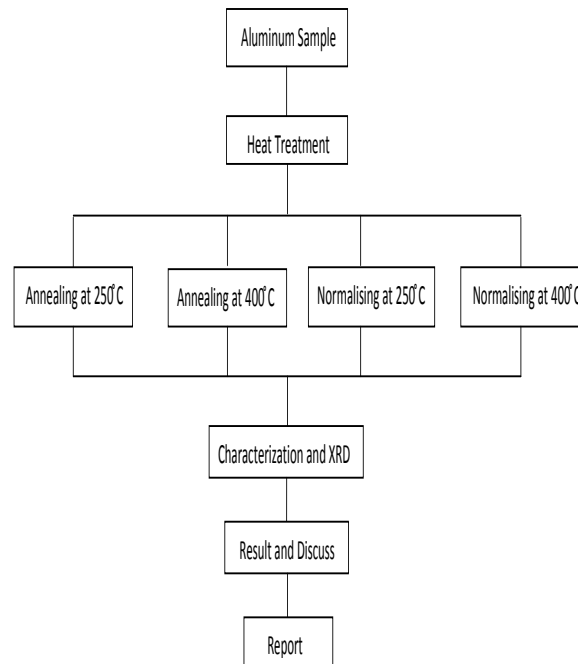 Aluminum Sample
Heat Treatment
Annealing at 250°C
Annealing at 400°C
Normalising at 250°C
Normalising at 400°C
Characterization and XRD
Result and Discuss
Report